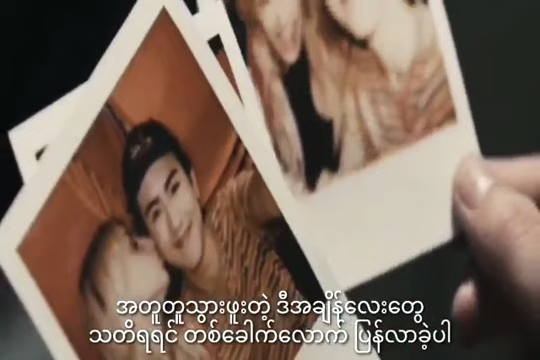 အတူတူသွားဖူးတဲ့ ဒီအချိန်လေးတွေ
သတိရရင် တစ်ခေါက်လောက် ပြန်လာခဲ့ပါ